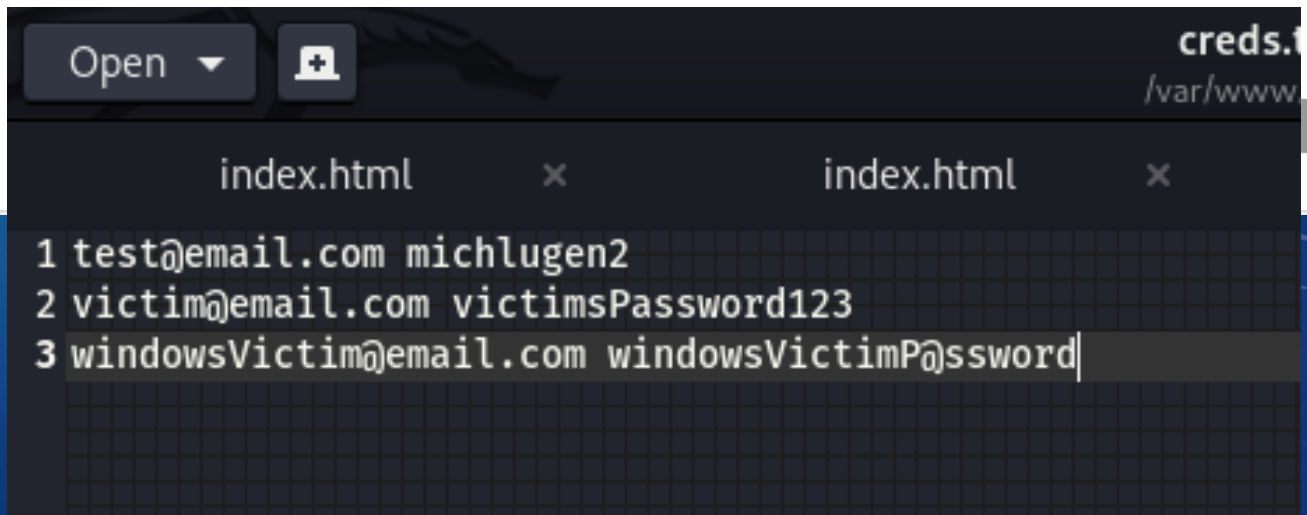 Open
creds.t
/var/www/
index.html
index.html
1 test@email.com michlugen2
2 victim@email.com victimsPassword123
3 windowsVictim@email.com windowsVictimP@ssword